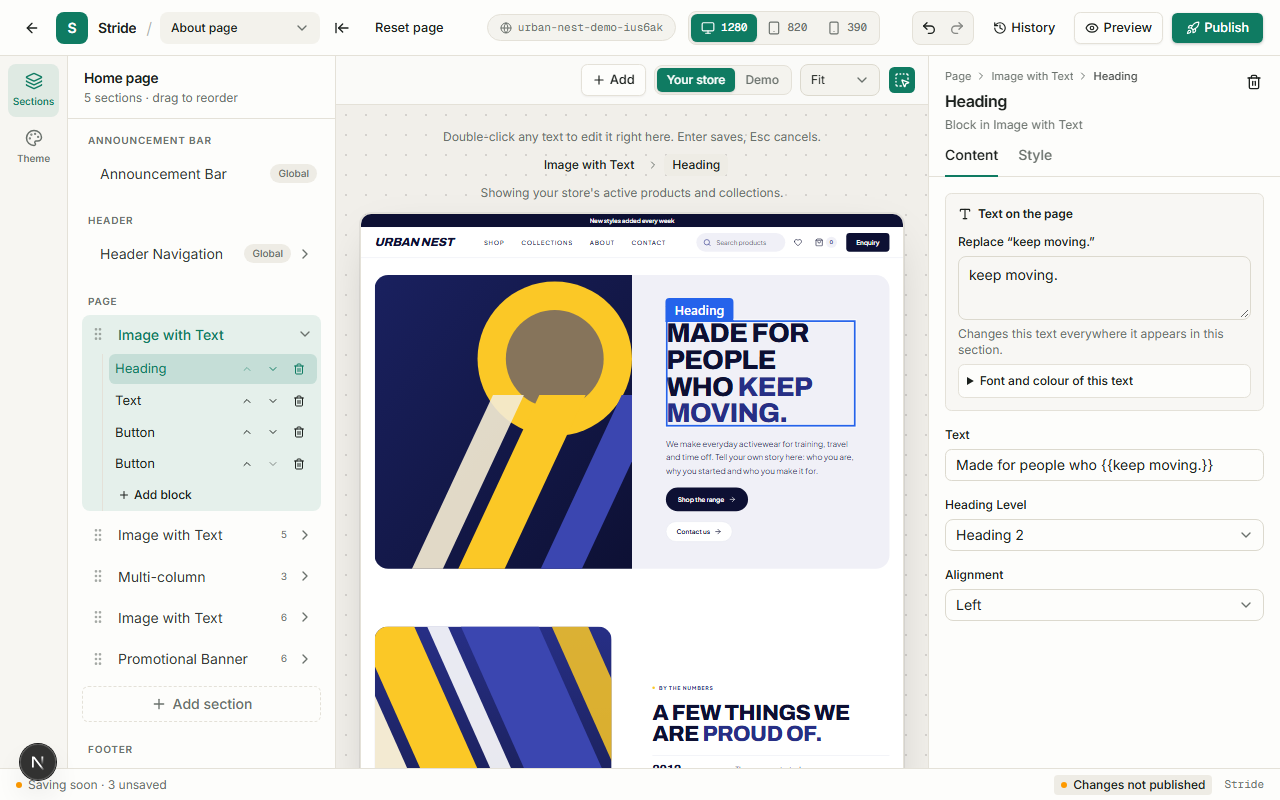 S
Stride
/
About page
Reset page
urban-nest-demo-ius6ak
1280
820
390
History
Preview
Publish
Sections
Theme
Home page
5 sections · drag to reorder
ANNOUNCEMENT BAR
Announcement Bar
Global
HEADER
Header Navigation
Global
PAGE
Image with Text
Heading
Text
Button
Button
+ Add block
Image with Text
5
Multi-column
3
Image with Text
6
Promotional Banner
6
+ Add section
FOOTER
N
Saving soon · 3 unsaved
+ Add
Your store
Demo
Fit
Double-click any text to edit it right here. Enter saves, Esc cancels.
Image with Text > Heading
Showing your store's active products and collections.
New styles added every week
URBAN NEST
SHOP
COLLECTIONS
ABOUT
CONTACT
Search products
0
Enquiry
Heading
MADE FOR
PEOPLE
WHO KEEP
MOVING.
We make everyday activewear for training, travel
and time off. Tell your own story here: who you are,
why you started and who you make it for.
Shop the range →
Contact us →
BY THE NUMBERS
A FEW THINGS WE
ARE PROUD OF.
Page > Image with Text > Heading
Heading
Block in Image with Text
Content
Style
Text on the page
Replace “keep moving.”
keep moving.
Changes this text everywhere it appears in this
section.
Font and colour of this text
Text
Made for people who {{keep moving.}}
Heading Level
Heading 2
Alignment
Left
Changes not published
Stride